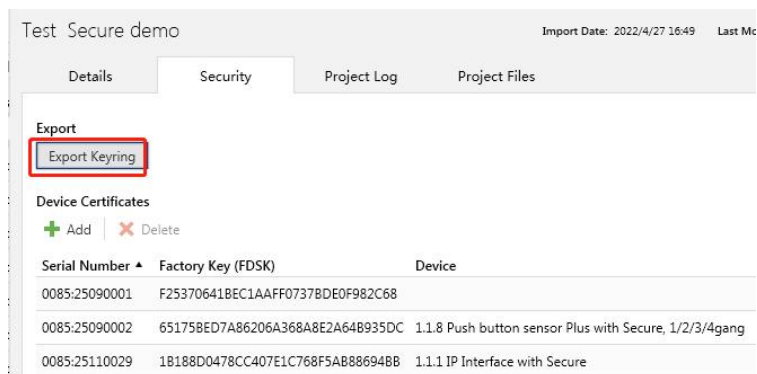 Test Secure demo Import Date: 2022/4/27 16:49 Last Mo
Details Security Project Log Project Files
Export
Export Keyring
Device Certificates
Add Delete
Serial Number Factory Key (FDSK) Device
0085:25090001 F25370641BEC1AAFF0737BDE0F982C68
0085:25090002 65175BED7A86206A368A8E2A64B935DC 1.1.8 Push button sensor Plus with Secure, 1/2/3/4gang
0085:25110029 1B188D0478CC407E1C768F5AB88694BB 1.1.1 IP Interface with Secure